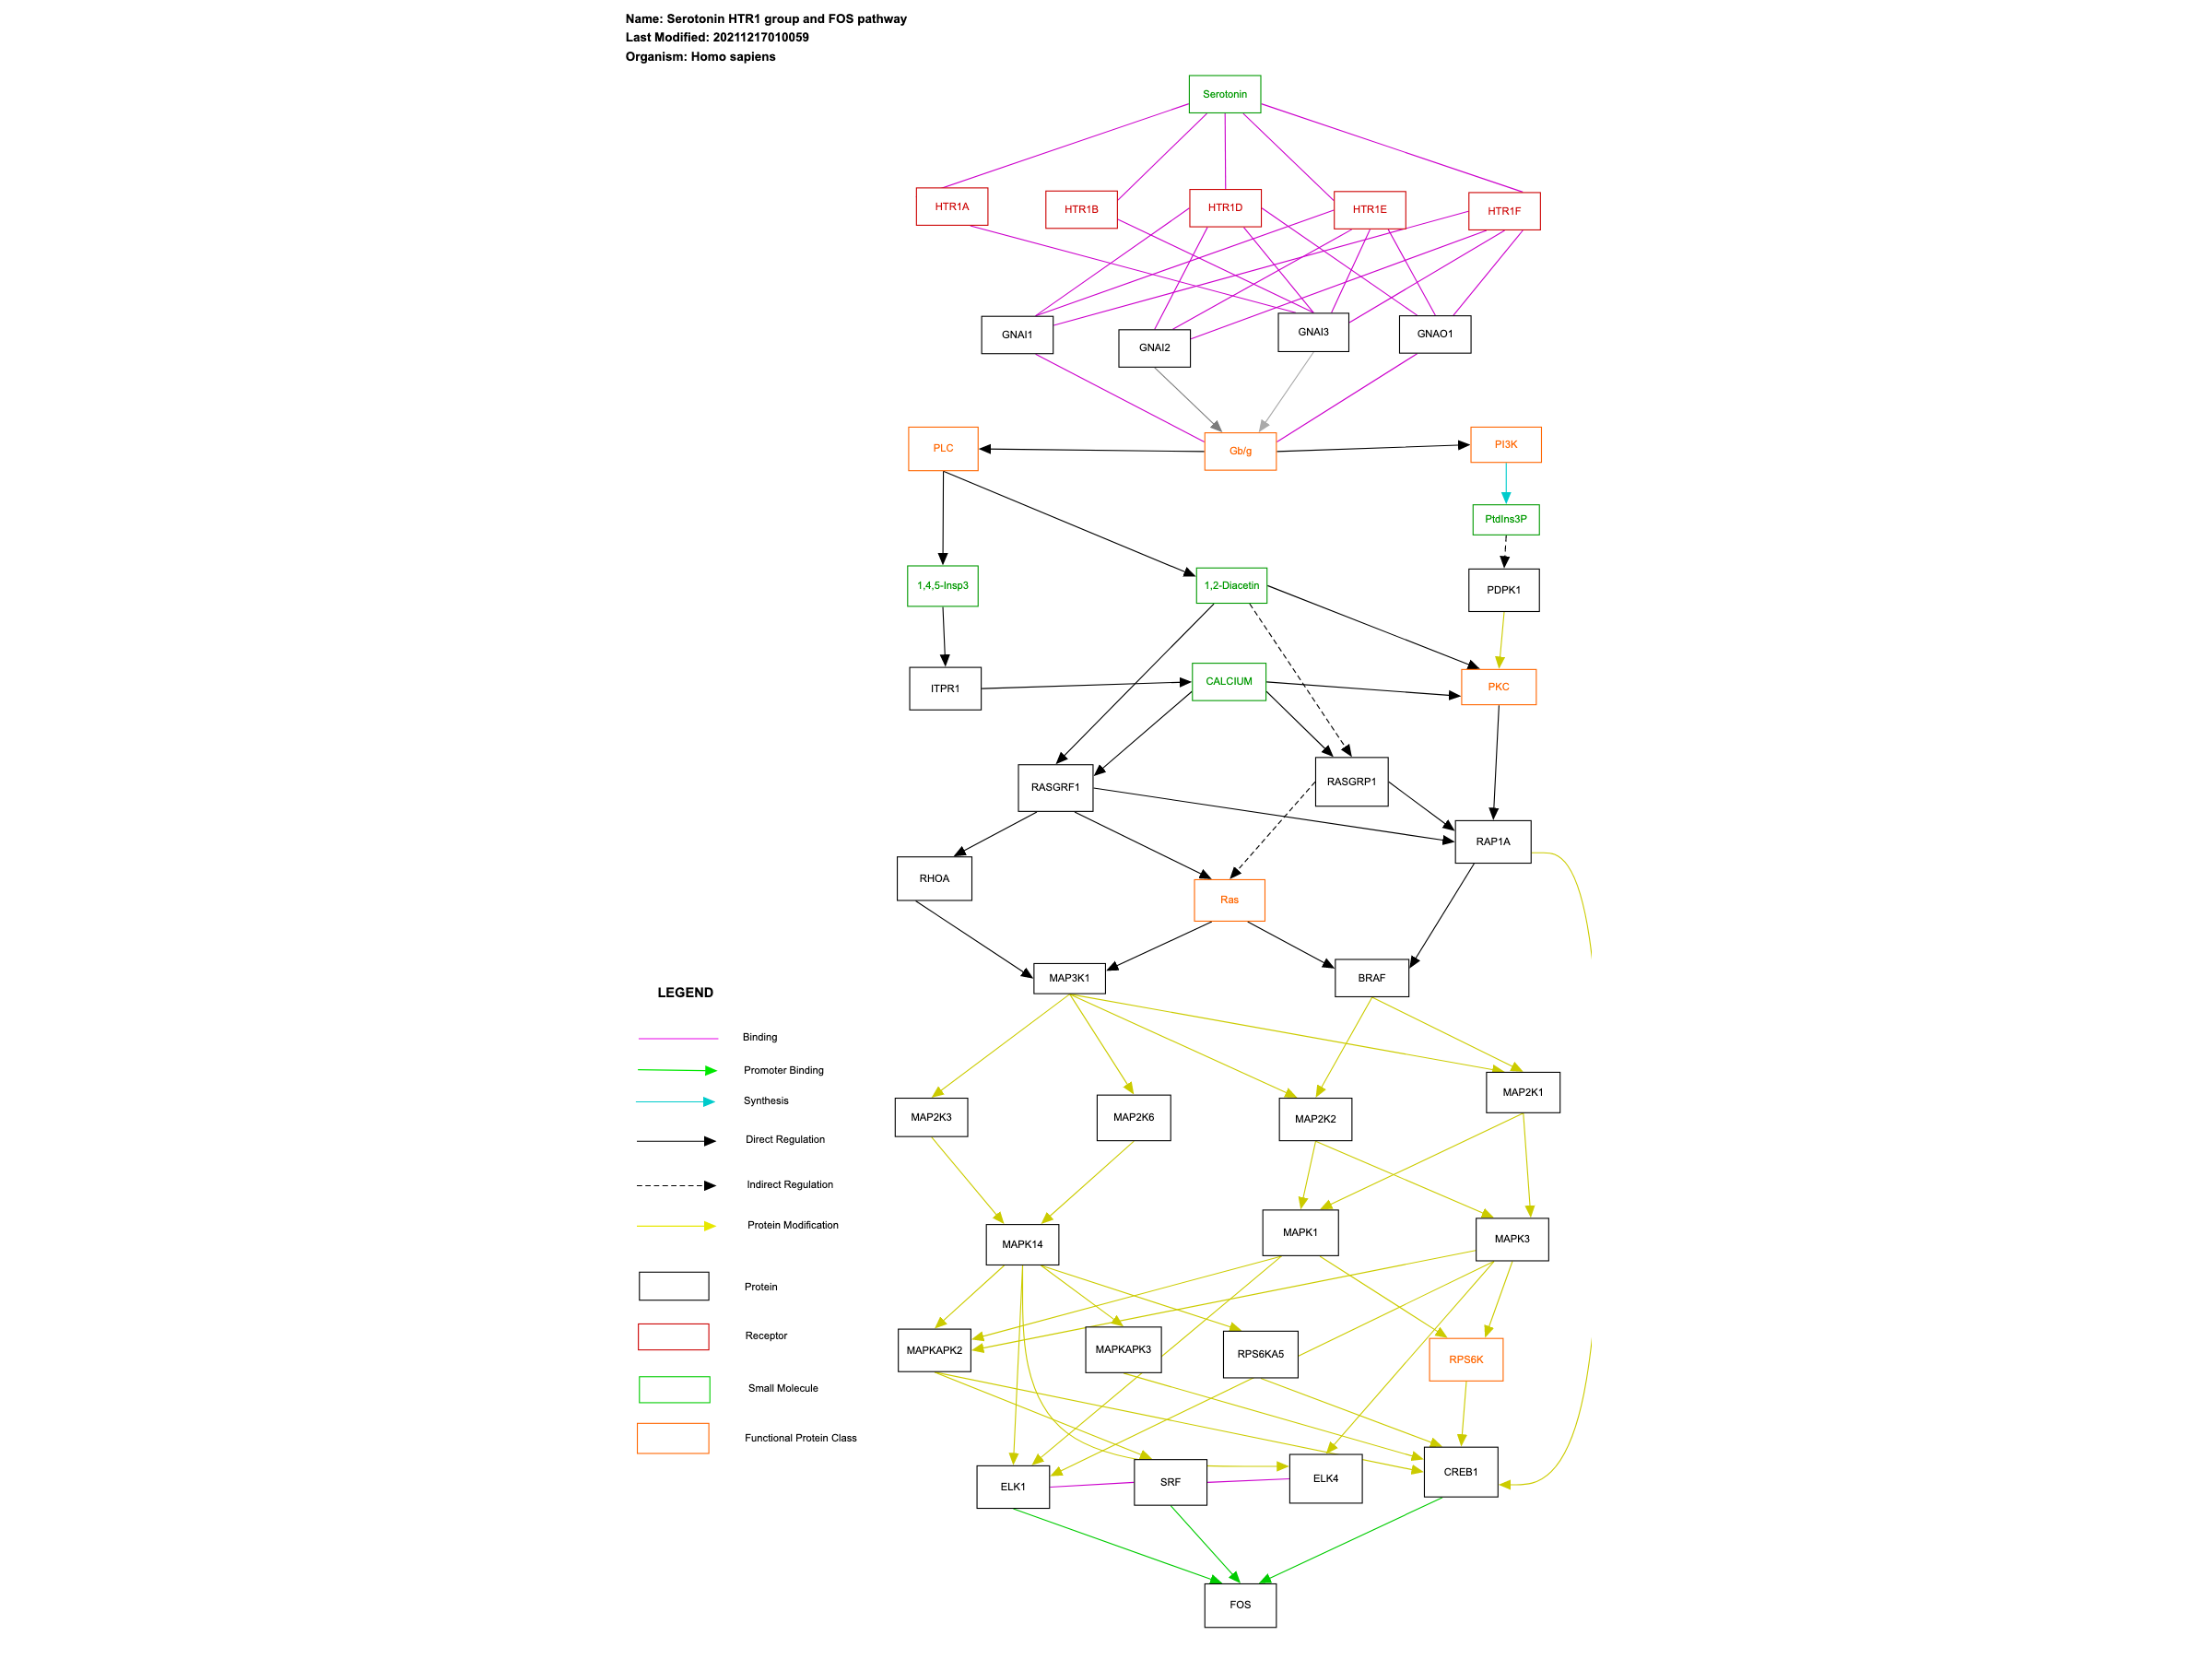 Name: Serotonin HTR1 group and FOS pathway
Last Modified: 20211217010059
Organism: Homo sapiens
Serotonin
HTR1A
HTR1B
HTR1D
HTR1E
HTR1F
GNAI1
GNAI2
GNAI3
GNAO1
PLC
Gb/g
PI3K
PtdIns3P
1,4,5-Insp3
1,2-Diacetin
PDPK1
ITPR1
CALCIUM
PKC
RASGRF1
RASGRP1
RAP1A
RHOA
Ras
MAP3K1
BRAF
LEGEND
Binding
Promoter Binding
Synthesis
Direct Regulation
Indirect Regulation
Protein Modification
Protein
Receptor
Small Molecule
Functional Protein Class
MAP2K3
MAP2K6
MAP2K2
MAP2K1
MAPK14
MAPK1
MAPK3
MAPKAPK2
MAPKAPK3
RPS6KA5
RPS6K
ELK1
SRF
ELK4
CREB1
FOS